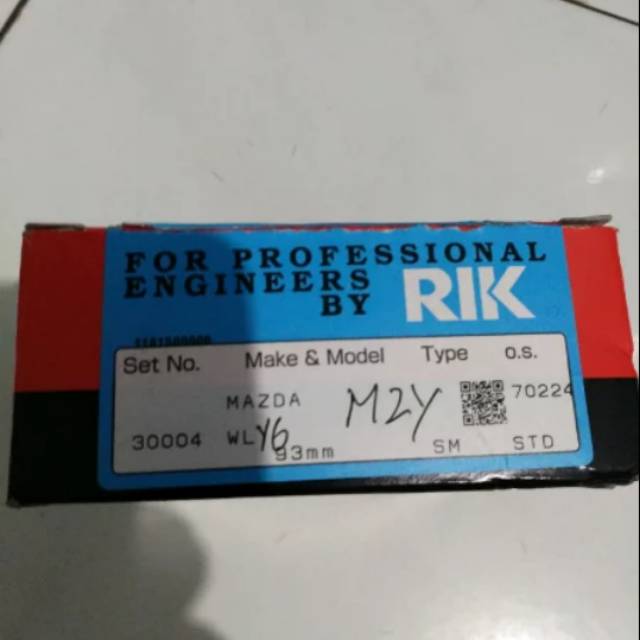 FOR PROFESSIONAL
ENGINEERS
BY RIK
Set No. Make & Model Type O.S.
MAZDA M2Y 70224
30004 WL Y6 93mm SM STD